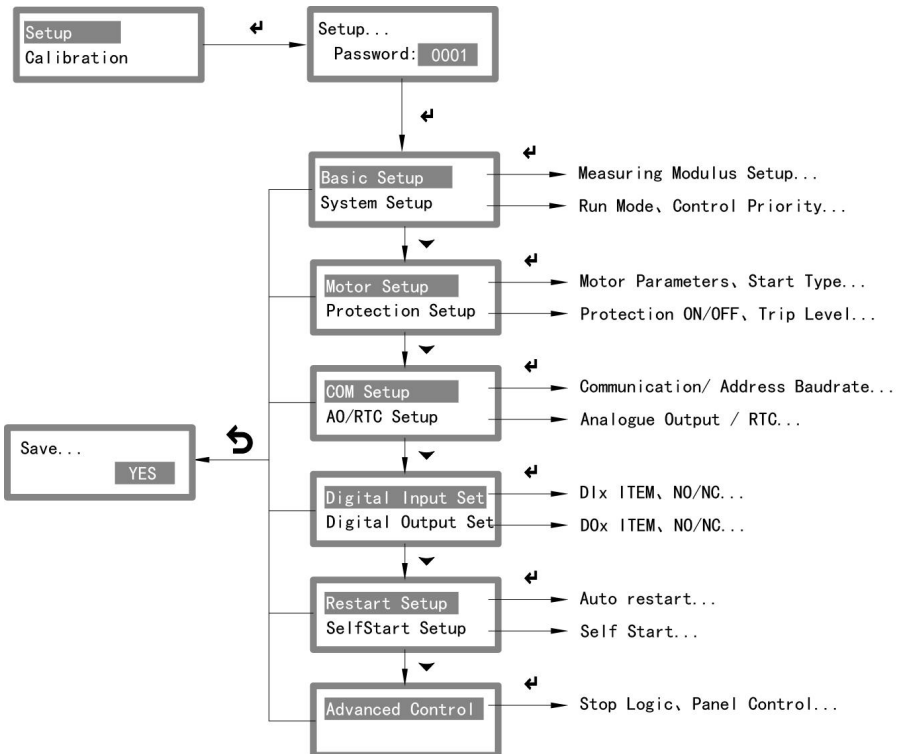 Setup
Calibration
Setup...
Password: 0001
Basic Setup
System Setup
Measuring Modulus Setup...
Run Mode、Control Priority...
Motor Setup
Protection Setup
Motor Parameters、Start Type...
Protection ON/OFF、Trip Level...
COM Setup
AO/RTC Setup
Communication/ Address Baudrate...
Analogue Output / RTC...
Save...
YES
Digital Input Set
Digital Output Set
DIx ITEM、NO/NC...
DOx ITEM、NO/NC...
Restart Setup
SelfStart Setup
Auto restart...
Self Start...
Advanced Control
Stop Logic、Panel Control...